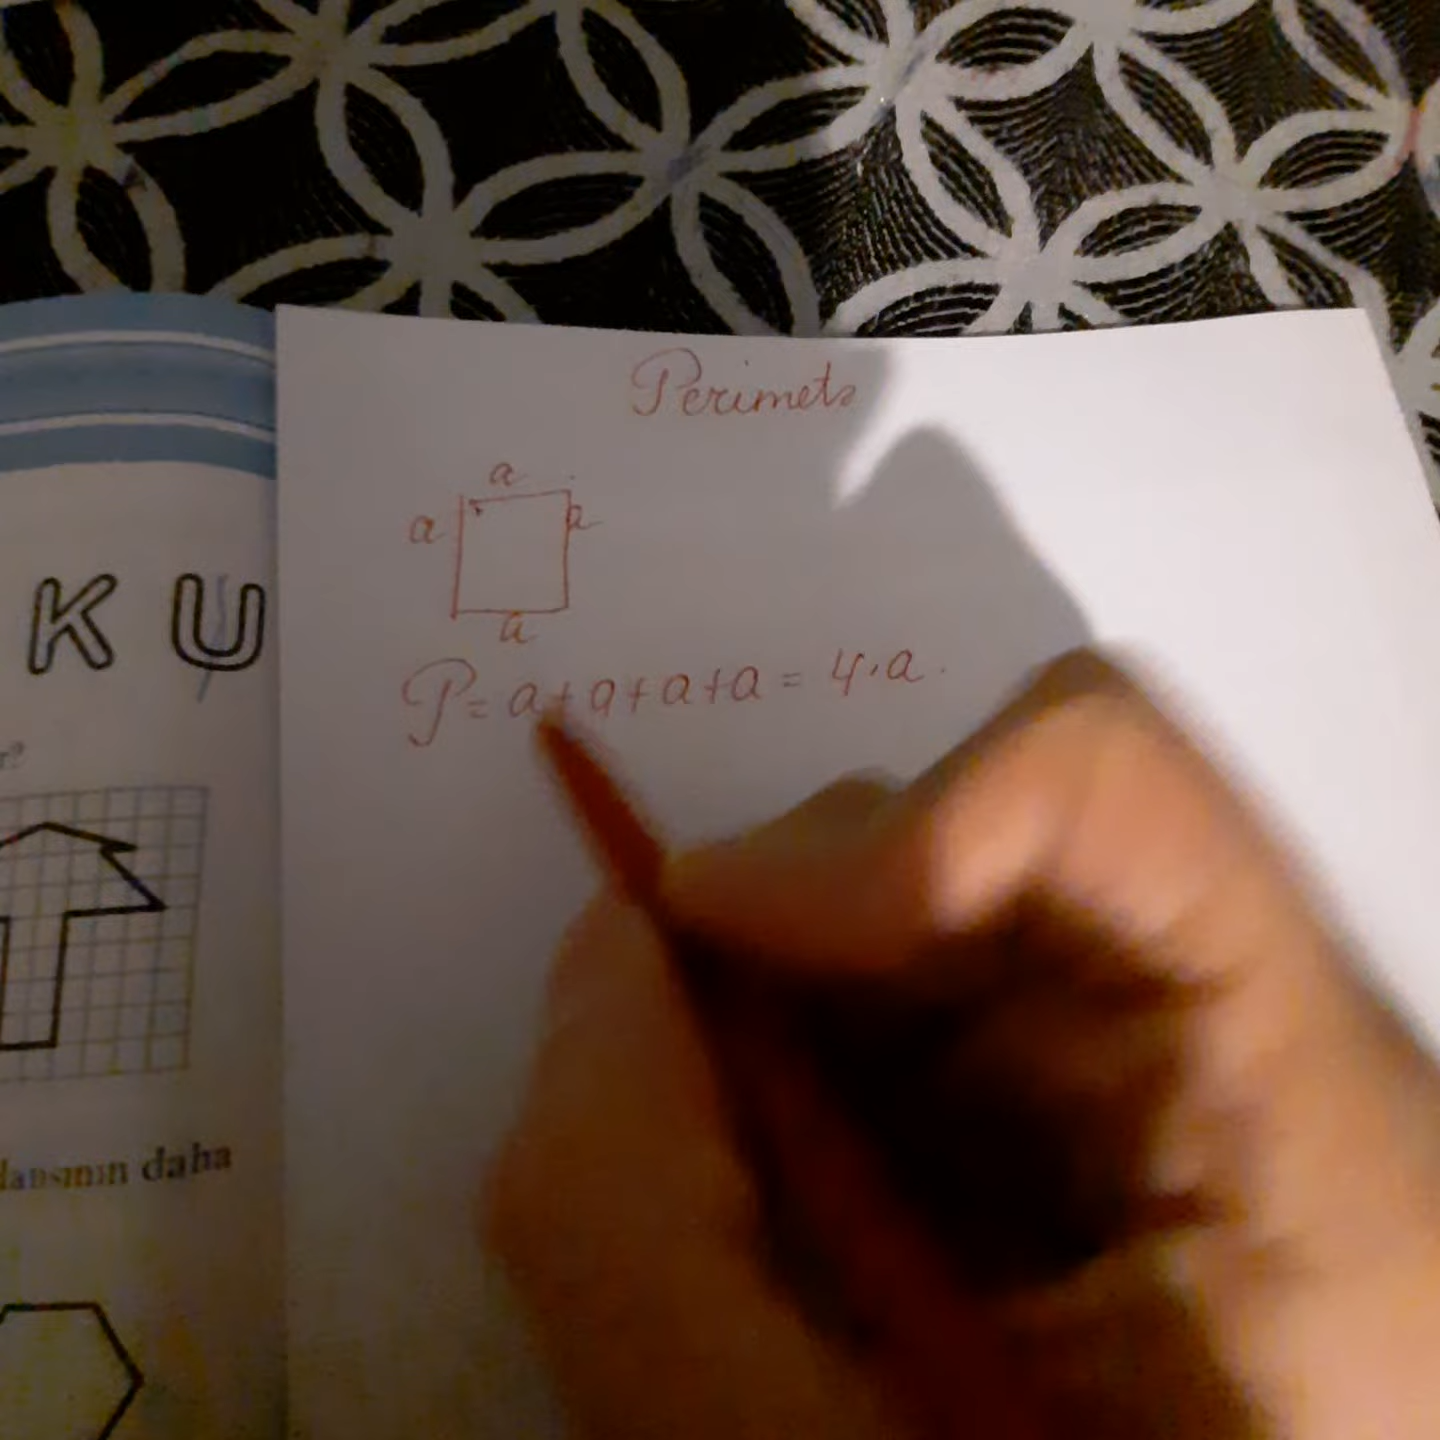 Perimetr
a
a
a
a
P = a + a + a + a = 4 · a
K U
r?
daha